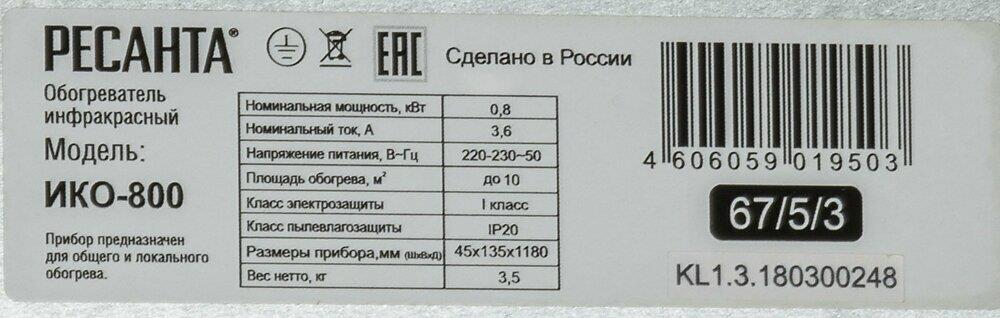 РЕСАНТА®
EAC
Сделано в России
Обогреватель
инфракрасный
Модель:
ИКО-800
Прибор предназначен
для общего и локального
обогрева.
Номинальная мощность, кВт 0,8
Номинальный ток, А 3,6
Напряжение питания, В~Гц 220-230~50
Площадь обогрева, м² до 10
Класс электрозащиты I класс
Класс пылевлагозащиты IP20
Размеры прибора,мм (ШхВхД) 45х135х1180
Вес нетто, кг 3,5
4 606059 019503
67/5/3
KL1.3.180300248